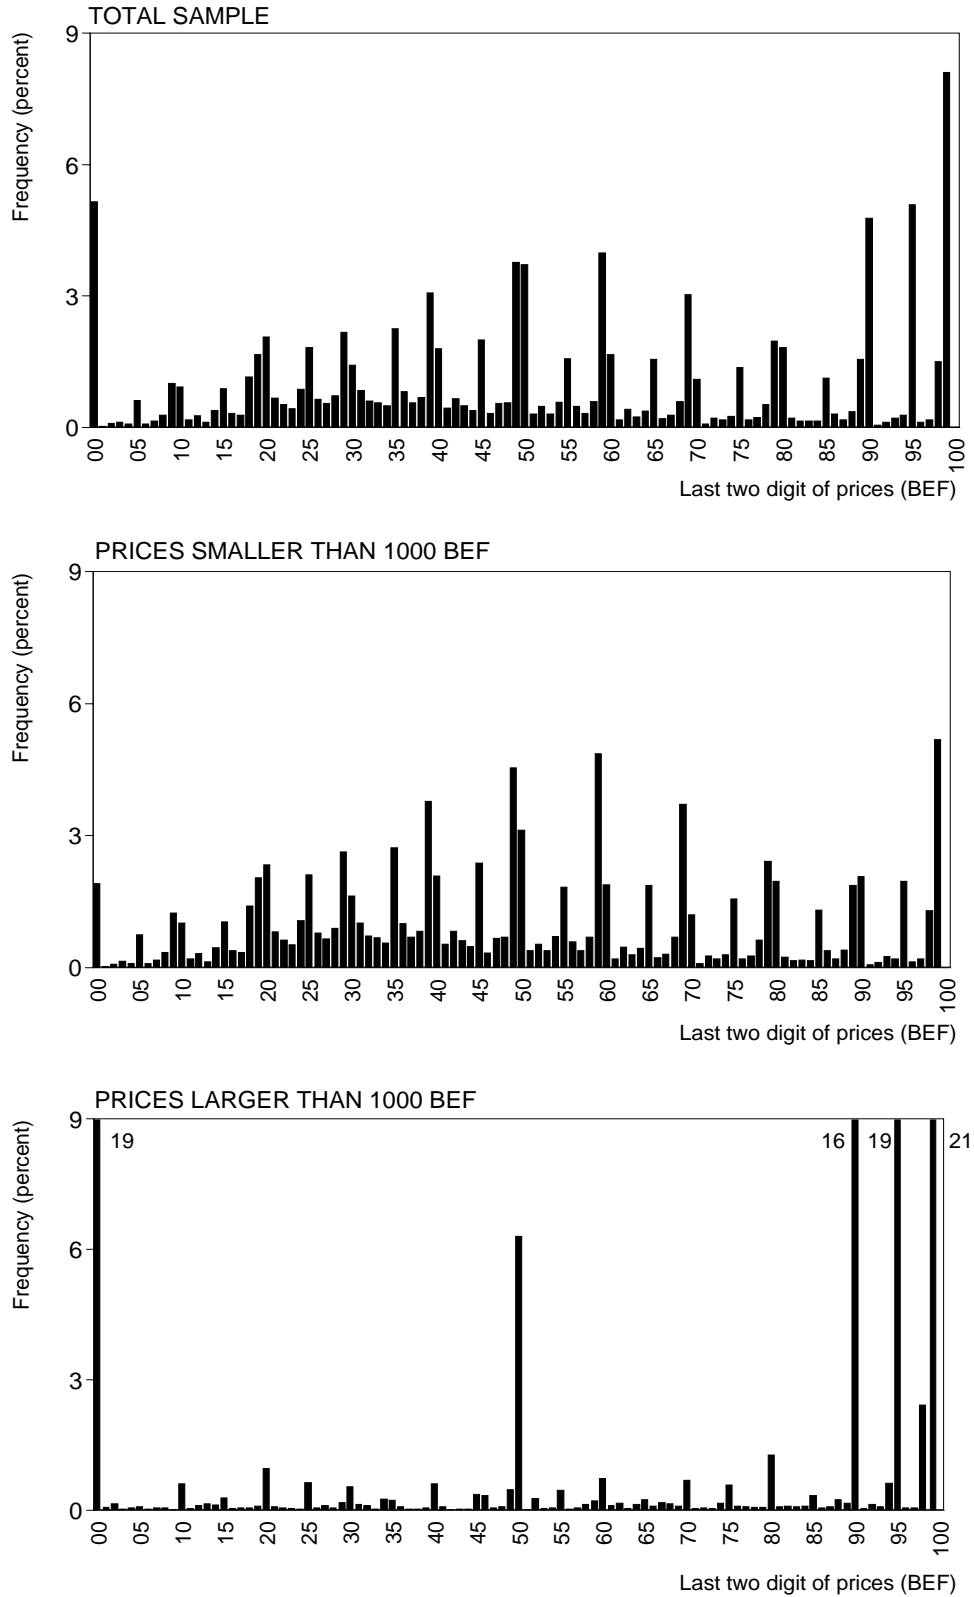 TOTAL SAMPLE
Frequency (percent)
9
6
3
0
00 05 10 15 20 25 30 35 40 45 50 55 60 65 70 75 80 85 90 95 100
Last two digit of prices (BEF)
PRICES SMALLER THAN 1000 BEF
Frequency (percent)
9
6
3
0
00 05 10 15 20 25 30 35 40 45 50 55 60 65 70 75 80 85 90 95 100
Last two digit of prices (BEF)
PRICES LARGER THAN 1000 BEF
Frequency (percent)
9
19 16 19 21
6
3
0
00 05 10 15 20 25 30 35 40 45 50 55 60 65 70 75 80 85 90 95 100
Last two digit of prices (BEF)